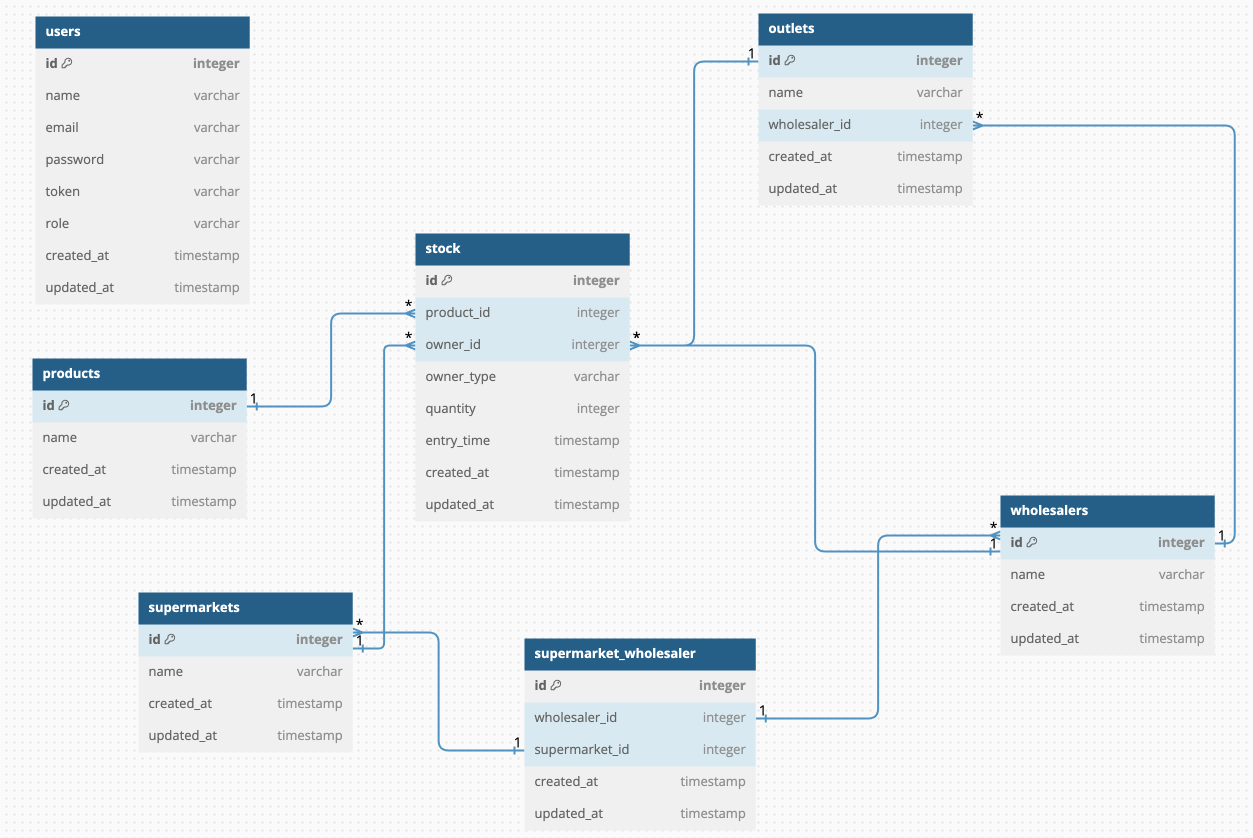 users
id integer
name varchar
email varchar
password varchar
token varchar
role varchar
created_at timestamp
updated_at timestamp
outlets
1
id integer
name varchar
*
wholesaler_id integer
created_at timestamp
updated_at timestamp
stock
id integer
*
product_id integer
*
*
owner_id interger
owner_type varchar
quantity integer
entry_time timestamp
created_at timestamp
updated_at timestamp
products
1
id integer
name varchar
created_at timestamp
updated_at timestamp
wholesalers
*
1
1
id integer
name varchar
created_at timestamp
updated_at timestamp
supermarkets
*
1
id integer
name varchar
created_at timestamp
updated_at timestamp
supermarket_wholesaler
id integer
1
wholesaler_id integer
1
supermarket_id integer
created_at timestamp
updated_at timestamp